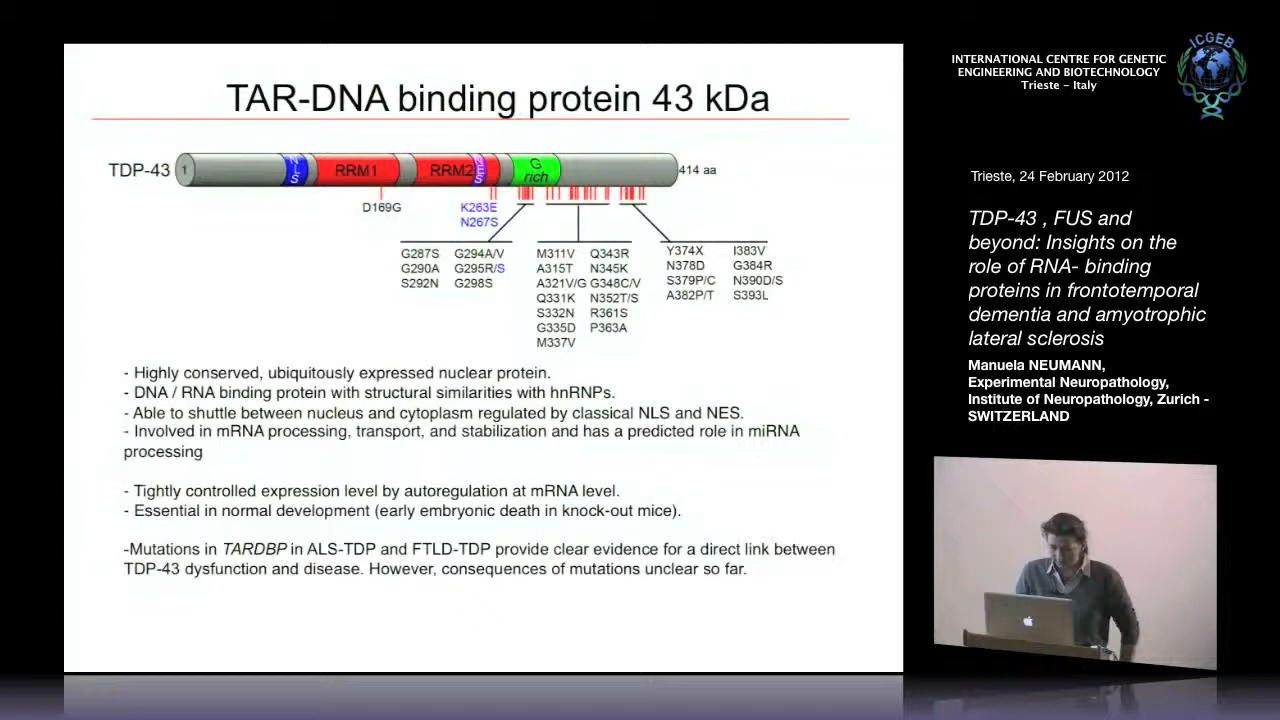 TAR-DNA binding protein 43 kDa
TDP-43
1
NLS
RRM1
RRM2
NES
G
rich
414 aa
D169G
K263E
N267S
G287S G294A/V
G290A G295R/S
S292N G298S
M311V Q343R
A315T N345K
A321V/G G348C/V
Q331K N352T/S
S332N R361S
G335D P363A
M337V
Y374X I383V
N378D G384R
S379P/C N390D/S
A382P/T S393L
- Highly conserved, ubiquitously expressed nuclear protein.
- DNA / RNA binding protein with structural similarities with hnRNPs.
- Able to shuttle between nucleus and cytoplasm regulated by classical NLS and NES.
- Involved in mRNA processing, transport, and stabilization and has a predicted role in miRNA
processing
- Tightly controlled expression level by autoregulation at mRNA level.
- Essential in normal development (early embryonic death in knock-out mice).
-Mutations in TARDBP in ALS-TDP and FTLD-TDP provide clear evidence for a direct link between
TDP-43 dysfunction and disease. However, consequences of mutations unclear so far.
INTERNATIONAL CENTRE FOR GENETIC
ENGINEERING AND BIOTECHNOLOGY
Trieste - Italy
ICGEB
Trieste, 24 February 2012
TDP-43 , FUS and
beyond: Insights on the
role of RNA- binding
proteins in frontotemporal
dementia and amyotrophic
lateral sclerosis
Manuela NEUMANN,
Experimental Neuropathology,
Institute of Neuropathology, Zurich -
SWITZERLAND